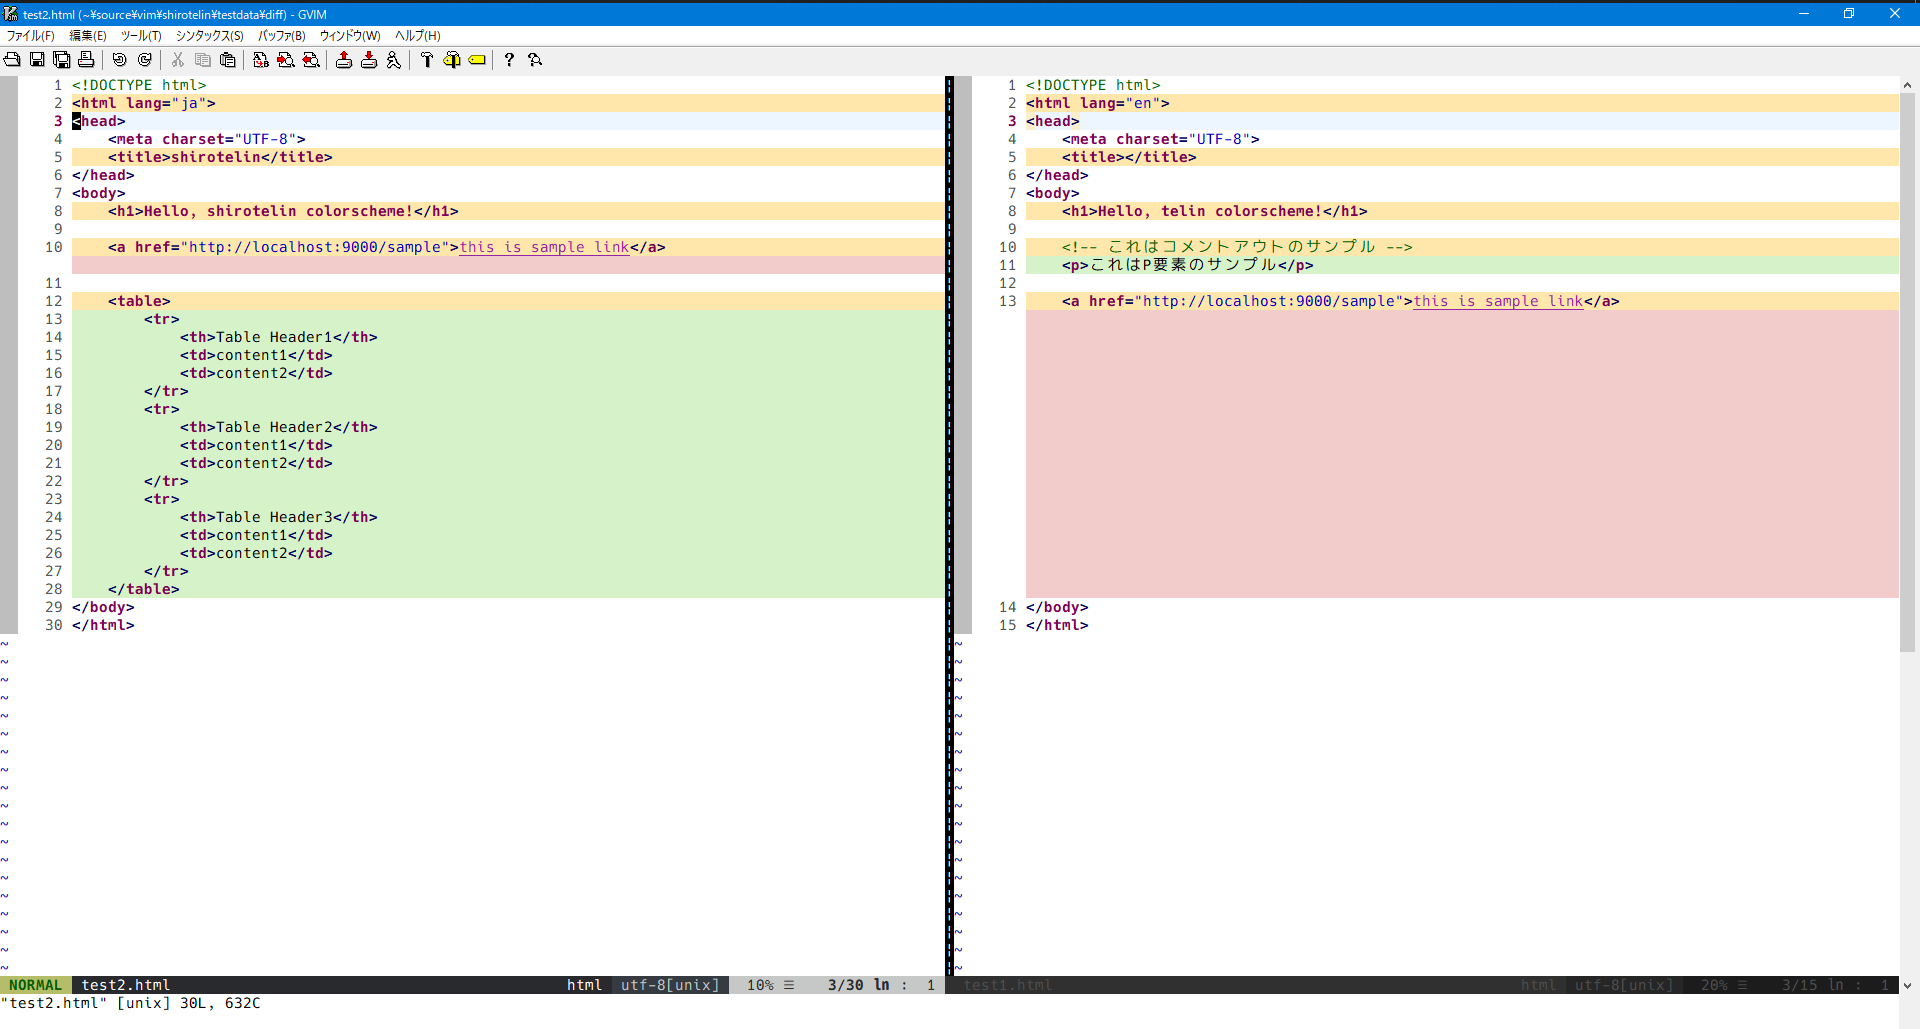 test2.html (~¥source¥vim¥shirotelin¥testdata¥diff) - GVIM
ファイル(F) 編集(E) ツール(T) シンタックス(S) バッファ(B) ウィンドウ(W) ヘルプ(H)
1 <!DOCTYPE html>
2 <html lang="ja">
3 <head>
4     <meta charset="UTF-8">
5     <title>shirotelin</title>
6 </head>
7 <body>
8     <h1>Hello, shirotelin colorscheme!</h1>
9
10     <a href="http://localhost:9000/sample">this is sample link</a>
11
12     <table>
13         <tr>
14             <th>Table Header1</th>
15             <td>content1</td>
16             <td>content2</td>
17         </tr>
18         <tr>
19             <th>Table Header2</th>
20             <td>content1</td>
21             <td>content2</td>
22         </tr>
23         <tr>
24             <th>Table Header3</th>
25             <td>content1</td>
26             <td>content2</td>
27         </tr>
28     </table>
29 </body>
30 </html>
NORMAL test2.html html utf-8[unix] 10% ☰ 3/30 ln : 1
1 <!DOCTYPE html>
2 <html lang="en">
3 <head>
4     <meta charset="UTF-8">
5     <title></title>
6 </head>
7 <body>
8     <h1>Hello, telin colorscheme!</h1>
9
10     <!-- これはコメントアウトのサンプル -->
11     <p>これはP要素のサンプル</p>
12
13     <a href="http://localhost:9000/sample">this is sample link</a>
14 </body>
15 </html>
test1.html html utf-8[unix] 20% ☰ 3/15 ln : 1
"test2.html" [unix] 30L, 632C